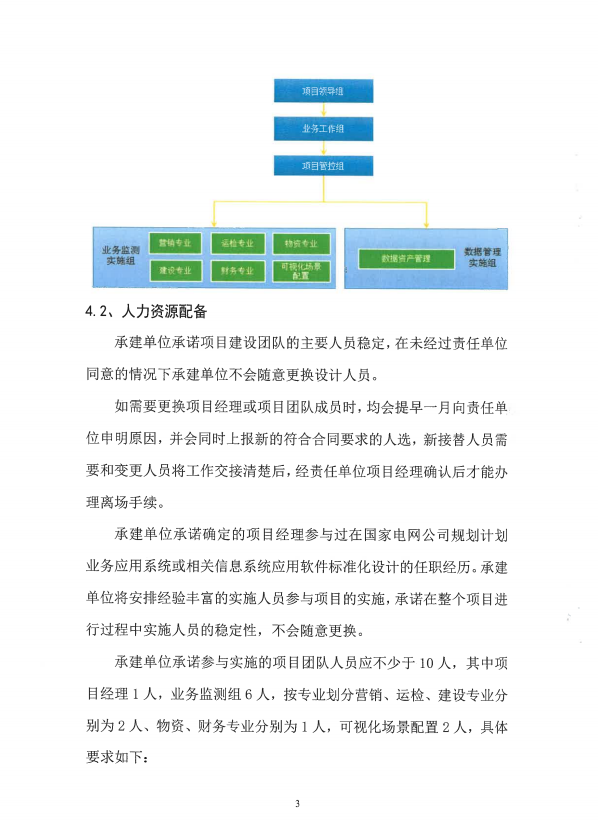 项目领导组
业务工作组
项目管控组
业务监测
实施组
营销专业
运检专业
物资专业
建设专业
财务专业
可视化场景
配置
数据资产管理
数据管理
实施组
4.2、人力资源配备
承建单位承诺项目建设团队的主要人员稳定，在未经过责任单位
同意的情况下承建单位不会随意更换设计人员。
如需要更换项目经理或项目团队成员时，均会提早一月向责任单
位申明原因，并会同时上报新的符合合同要求的人选，新接替人员需
要和变更人员将工作交接清楚后，经责任单位项目经理确认后才能办
理离场手续。
承建单位承诺确定的项目经理参与过在国家电网公司规划计划
业务应用系统或相关信息系统应用软件标准化设计的任职经历。承建
单位将安排经验丰富的实施人员参与项目的实施，承诺在整个项目进
行过程中实施人员的稳定性，不会随意更换。
承建单位承诺参与实施的项目团队人员应不少于 10 人，其中项
目经理 1 人，业务监测组 6 人，按专业划分营销、运检、建设专业分
别为 2 人、物资、财务专业分别为 1 人，可视化场景配置 2 人，具体
要求如下：
3